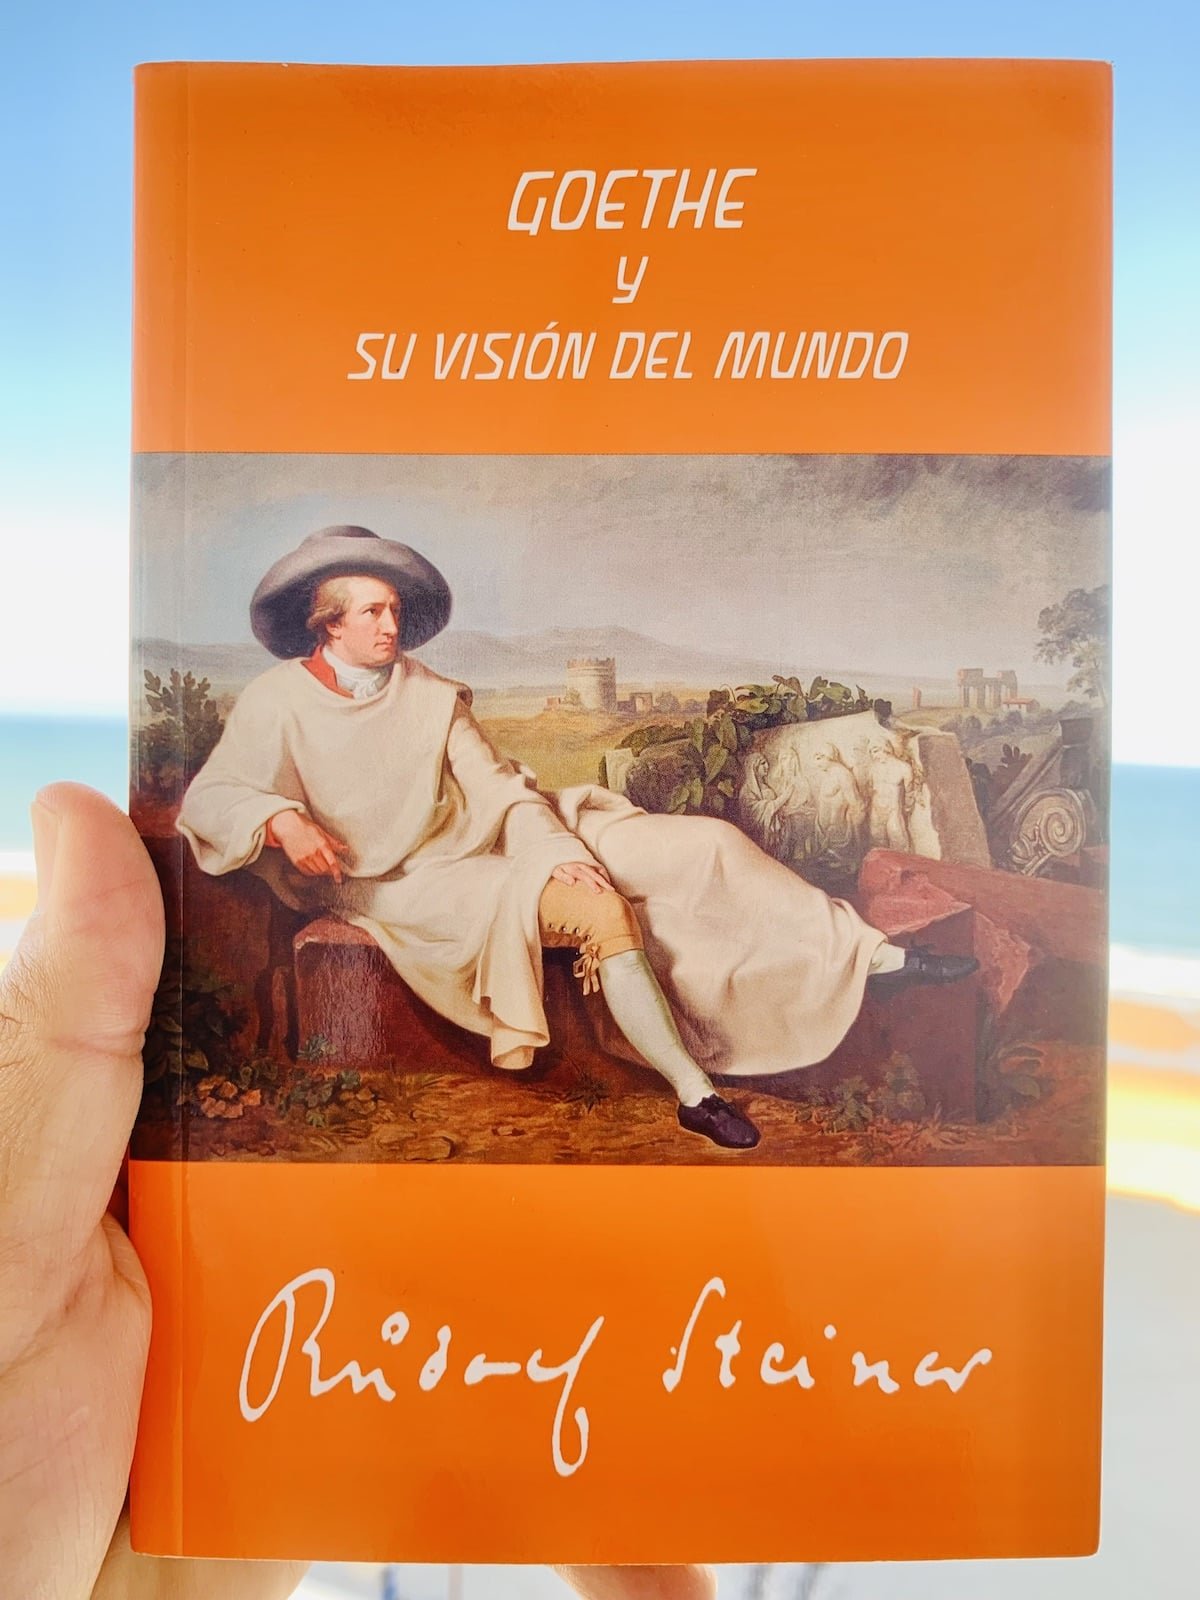 GOETHE
y
SU VISIÓN DEL MUNDO
Rudolf Steiner